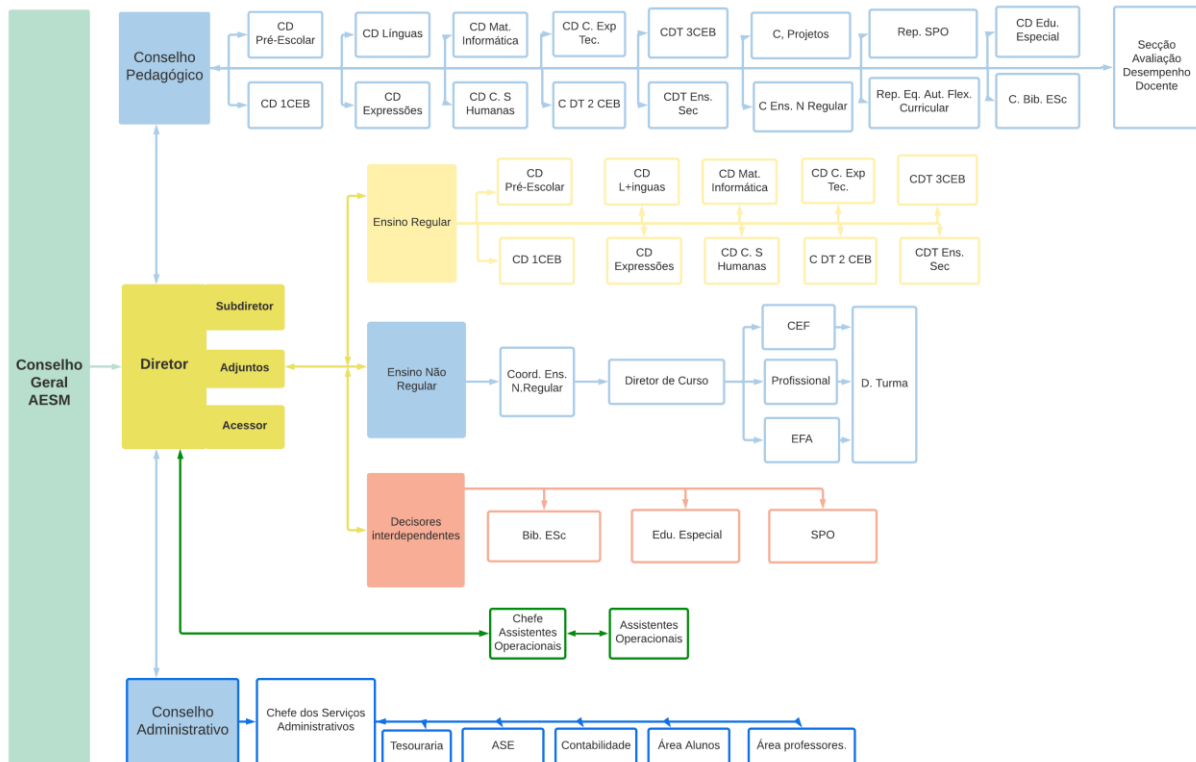 Conselho
Pedagógico
CD
Pré-Escolar
CD Línguas
CD Mat.
Informática
CD C. Exp
Tec.
CDT 3CEB
C, Projetos
Rep. SPO
CD Edu.
Especial
CD 1CEB
CD
Expressões
CD C. S
Humanas
C DT 2 CEB
CDT Ens.
Sec
C Ens. N Regular
Rep. Eq. Aut. Flex.
Curricular
C. Bib. ESc
Secção
Avaliação
Desempenho
Docente
Ensino Regular
CD
Pré-Escolar
CD
L+inguas
CD Mat.
Informática
CD C. Exp
Tec.
CDT 3CEB
CD 1CEB
CD
Expressões
CD C. S
Humanas
C DT 2 CEB
CDT Ens.
Sec
Conselho
Geral
AESM
Diretor
Subdiretor
Adjuntos
Acessor
Ensino Não
Regular
Coord. Ens.
N.Regular
Diretor de Curso
CEF
Profissional
EFA
D. Turma
Decisores
interdependentes
Bib. ESc
Edu. Especial
SPO
Chefe
Assistentes
Operacionais
Assistentes
Operacionais
Conselho
Administrativo
Chefe dos Serviços
Administrativos
Tesouraria
ASE
Contabilidade
Área Alunos
Área professores.